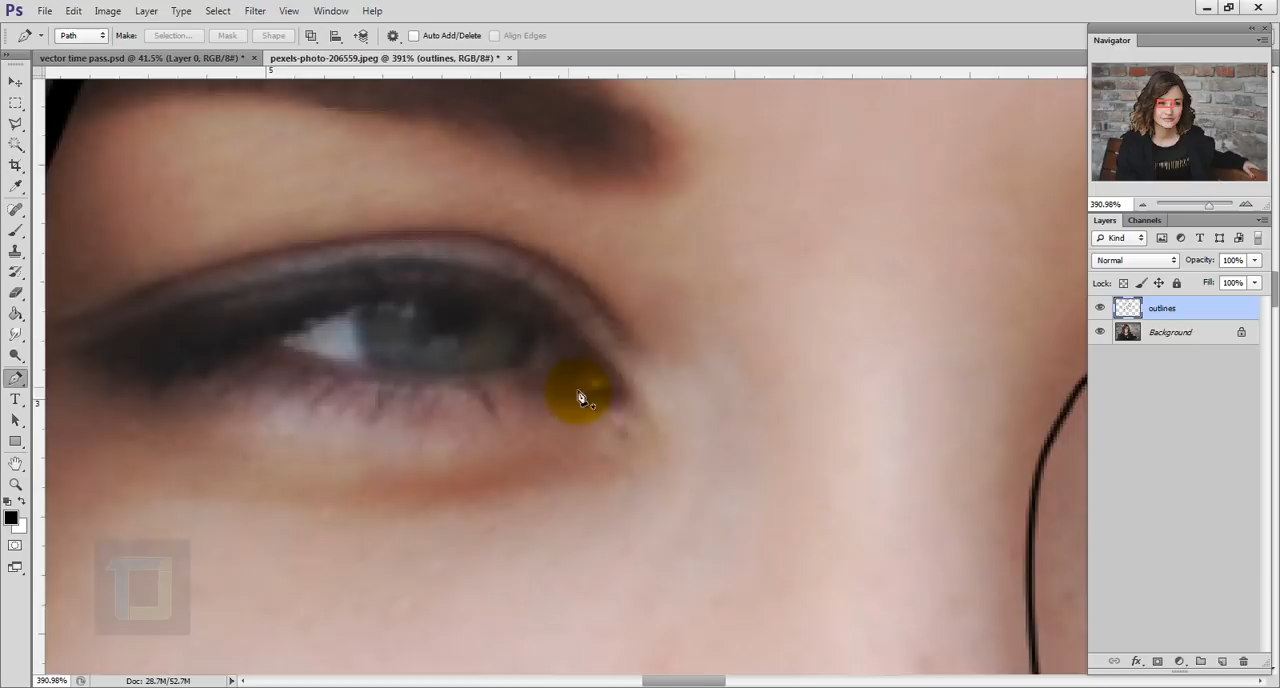 Ps File Edit Image Layer Type Select Filter View Window Help
Path Make: Selection... Mask Shape Auto Add/Delete Align Edges
vector time pass.psd @ 41.5% (Layer 0, RGB/8#) * × pexels-photo-206559.jpeg @ 391% (outlines, RGB/8#) * ×
5
3
Navigator
390.98%
Layers Channels
Kind
Normal Opacity: 100%
Lock: Fill: 100%
outlines
Background
390.98% Doc: 28.7M/52.7M